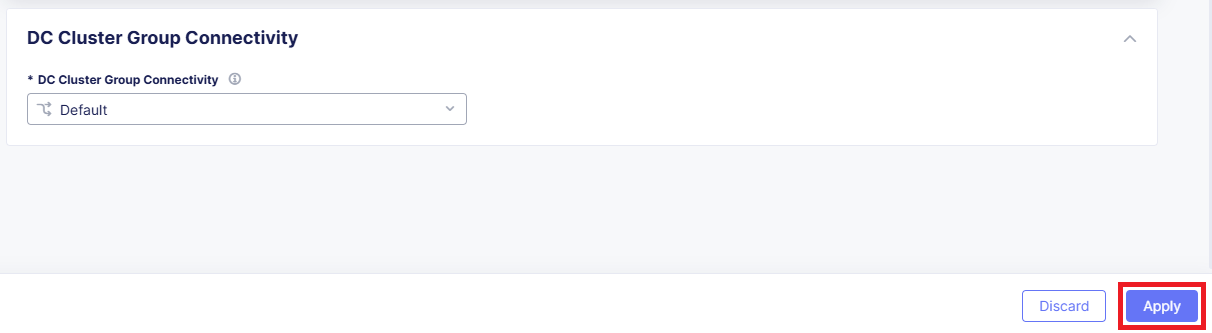 DC Cluster Group Connectivity
* DC Cluster Group Connectivity
Default
Discard
Apply